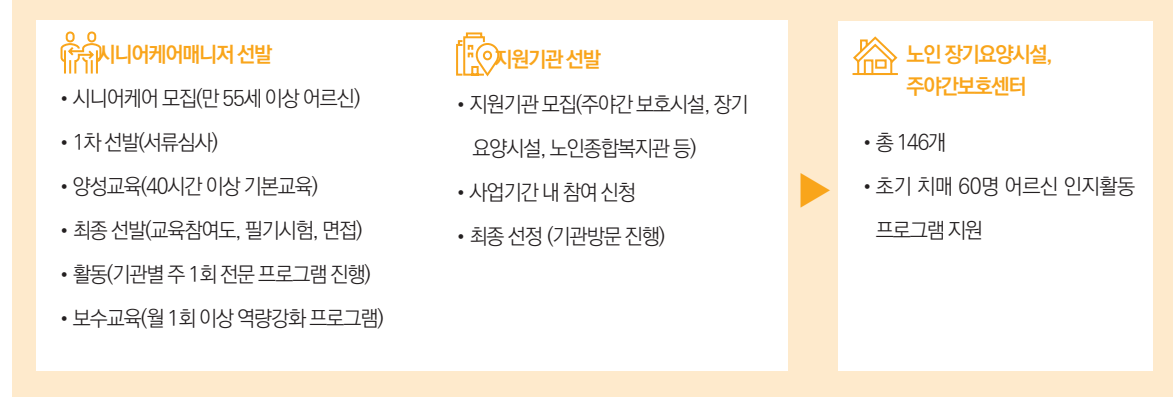 시니어케어매니저 선발
• 시니어케어 모집(만 55세 이상 어르신)
• 1차 선발(서류심사)
• 양성교육(40시간 이상 기본교육)
• 최종 선발(교육참여도, 필기시험, 면접)
• 활동(기관별 주 1회 전문 프로그램 진행)
• 보수교육(월 1회 이상 역량강화 프로그램)
지원기관 선발
• 지원기관 모집(주야간 보호시설, 장기
요양시설, 노인종합복지관 등)
• 사업기간 내 참여 신청
• 최종 선정 (기관방문 진행)
노인 장기요양시설,
주야간보호센터
• 총 146개
• 초기 치매 60명 어르신 인지활동
프로그램 지원